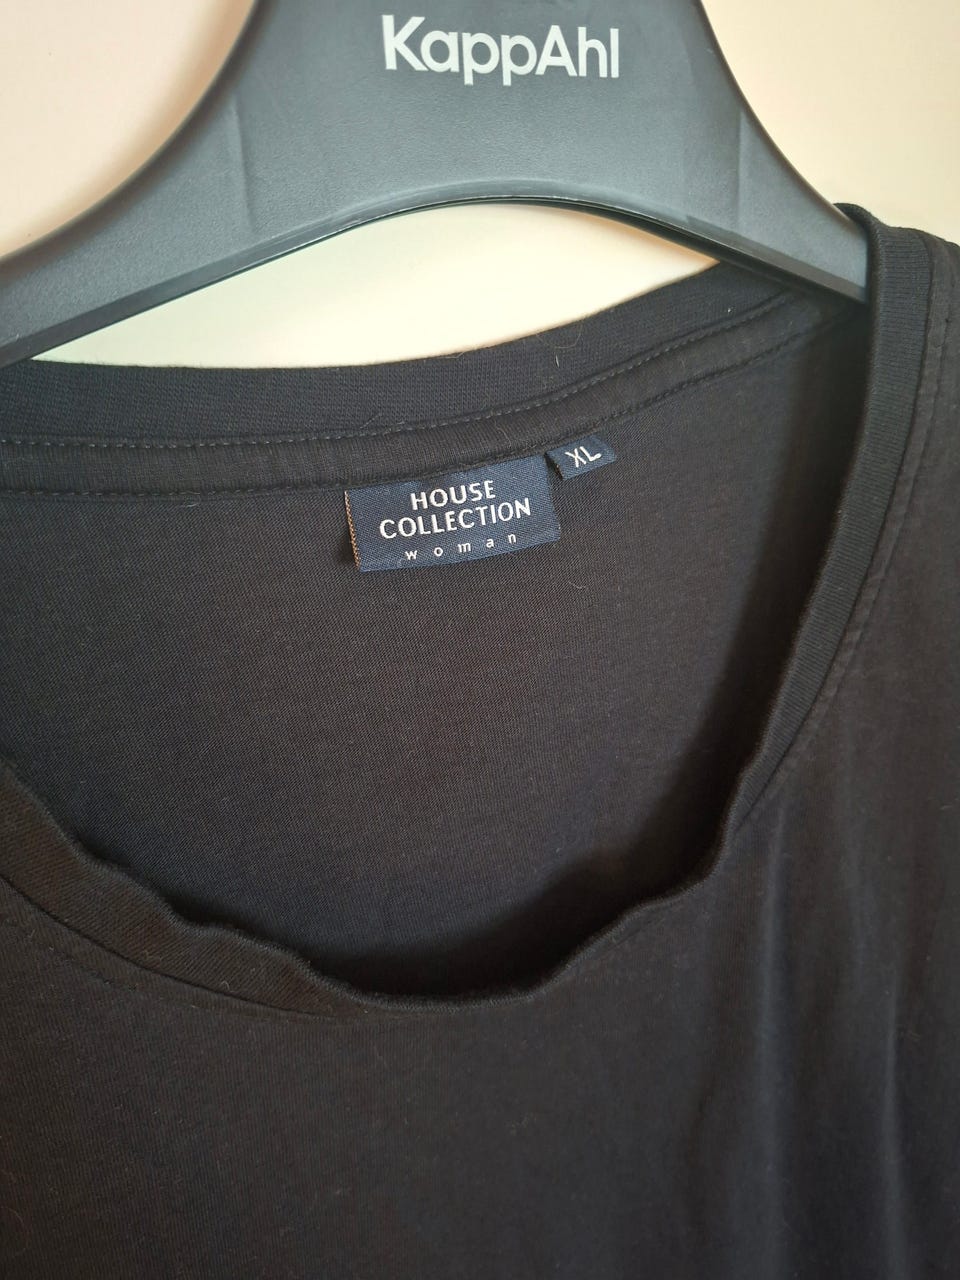 KappAhl
XL
HOUSE
COLLECTION
woman